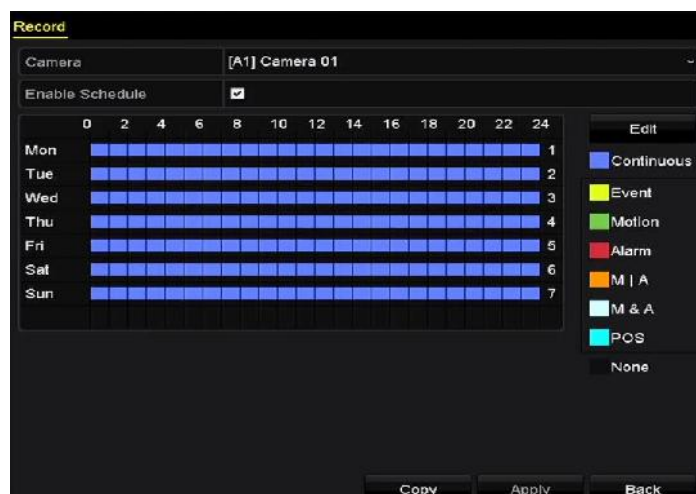 Record
Camera [A1] Camera 01
Enable Schedule
0 2 4 6 8 10 12 14 16 18 20 22 24
Edit
Mon 1
Continuous
Tue 2
Event
Wed 3
Thu 4
Motion
Fri 5
Alarm
Sat 6
M | A
Sun 7
M & A
POS
None
Copy Apply Back